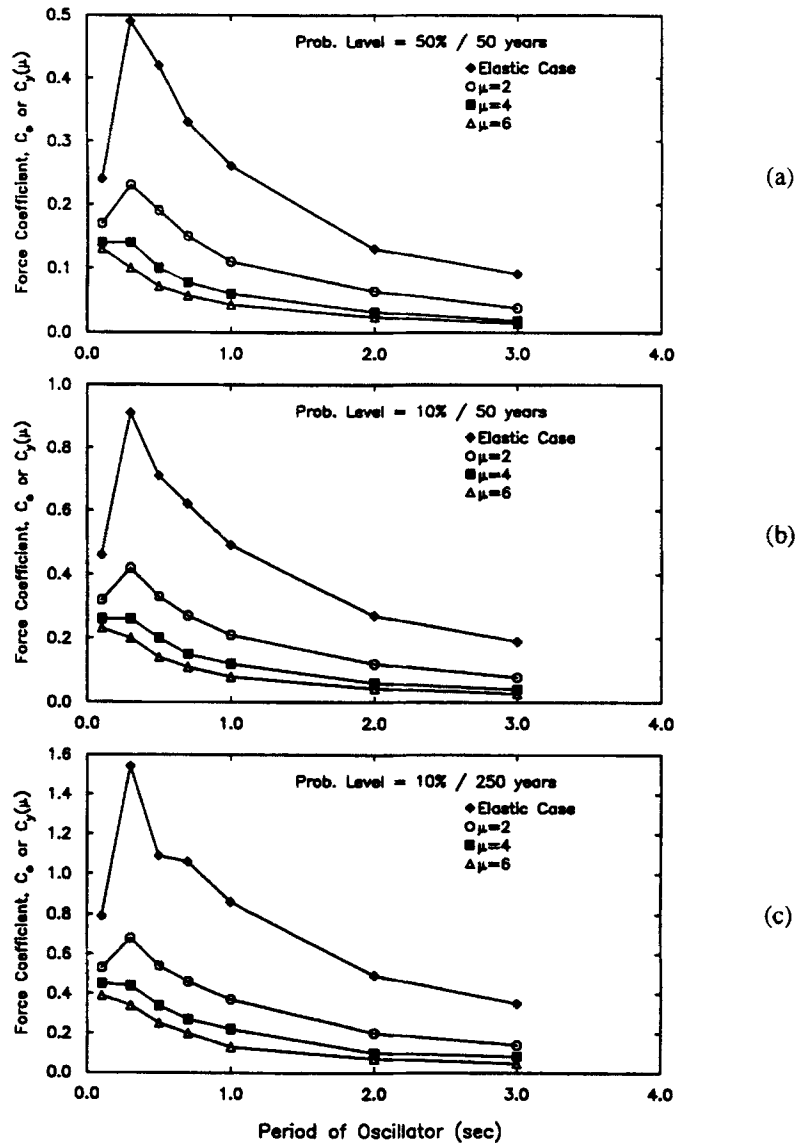 0.5
Prob. Level = 50% / 50 years
Elastic Case
μ=2
μ=4
μ=6
0.4
0.3
0.2
0.1
0.0
Force Coefficient, Ce or Cy(μ)
0.0 1.0 2.0 3.0 4.0
(a)
1.0
Prob. Level = 10% / 50 years
Elastic Case
μ=2
μ=4
μ=6
0.8
0.6
0.4
0.2
0.0
Force Coefficient, Ce or Cy(μ)
0.0 1.0 2.0 3.0 4.0
(b)
1.6
Prob. Level = 10% / 250 years
Elastic Case
μ=2
μ=4
μ=6
1.4
1.2
1.0
0.8
0.6
0.4
0.2
0.0
Force Coefficient, Ce or Cy(μ)
0.0 1.0 2.0 3.0 4.0
Period of Oscillator (sec)
(c)